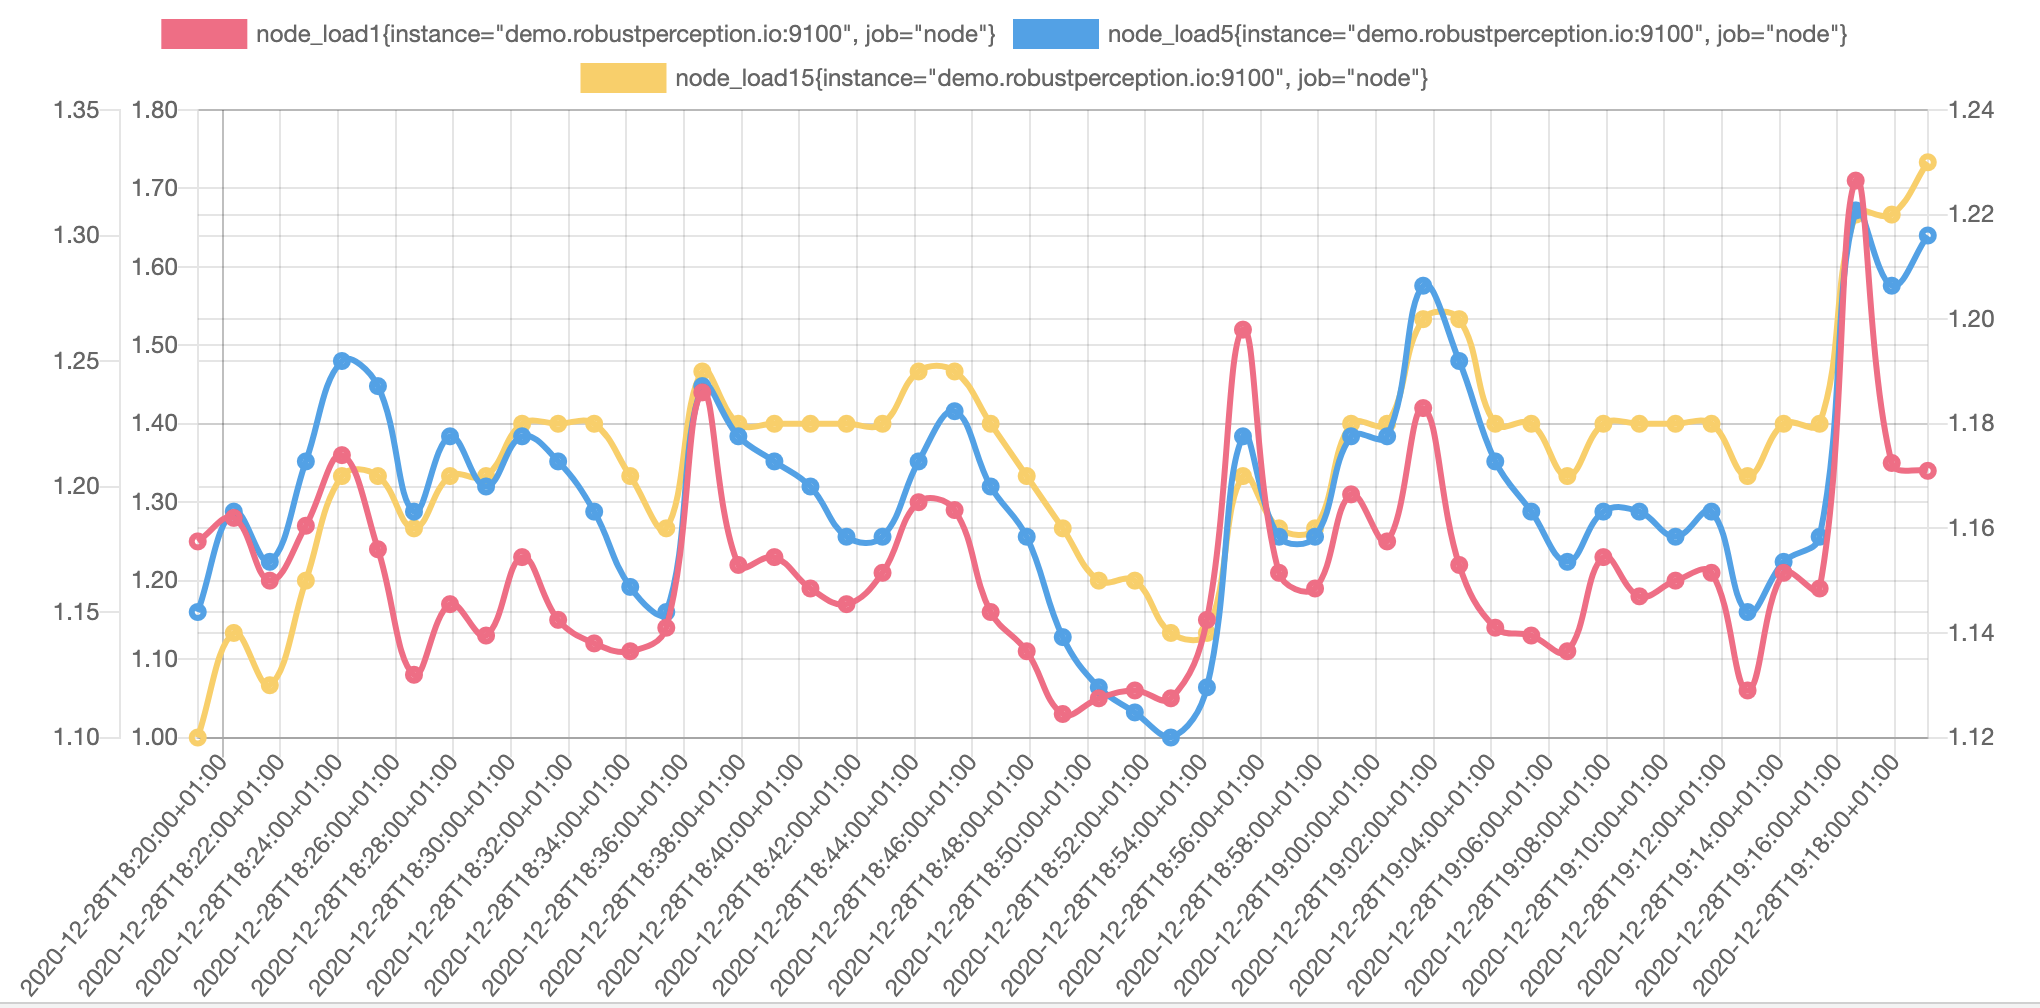 node_load1{instance="demo.robustperception.io:9100", job="node"}
node_load5{instance="demo.robustperception.io:9100", job="node"}
node_load15{instance="demo.robustperception.io:9100", job="node"}
1.35
1.30
1.25
1.20
1.15
1.10
1.80
1.70
1.60
1.50
1.40
1.30
1.20
1.10
1.00
1.24
1.22
1.20
1.18
1.16
1.14
1.12
2020-12-28T18:20:00+01:00
2020-12-28T18:22:00+01:00
2020-12-28T18:24:00+01:00
2020-12-28T18:26:00+01:00
2020-12-28T18:28:00+01:00
2020-12-28T18:30:00+01:00
2020-12-28T18:32:00+01:00
2020-12-28T18:34:00+01:00
2020-12-28T18:36:00+01:00
2020-12-28T18:38:00+01:00
2020-12-28T18:40:00+01:00
2020-12-28T18:42:00+01:00
2020-12-28T18:44:00+01:00
2020-12-28T18:46:00+01:00
2020-12-28T18:48:00+01:00
2020-12-28T18:50:00+01:00
2020-12-28T18:52:00+01:00
2020-12-28T18:54:00+01:00
2020-12-28T18:56:00+01:00
2020-12-28T18:58:00+01:00
2020-12-28T19:00:00+01:00
2020-12-28T19:02:00+01:00
2020-12-28T19:04:00+01:00
2020-12-28T19:06:00+01:00
2020-12-28T19:08:00+01:00
2020-12-28T19:10:00+01:00
2020-12-28T19:12:00+01:00
2020-12-28T19:14:00+01:00
2020-12-28T19:16:00+01:00
2020-12-28T19:18:00+01:00